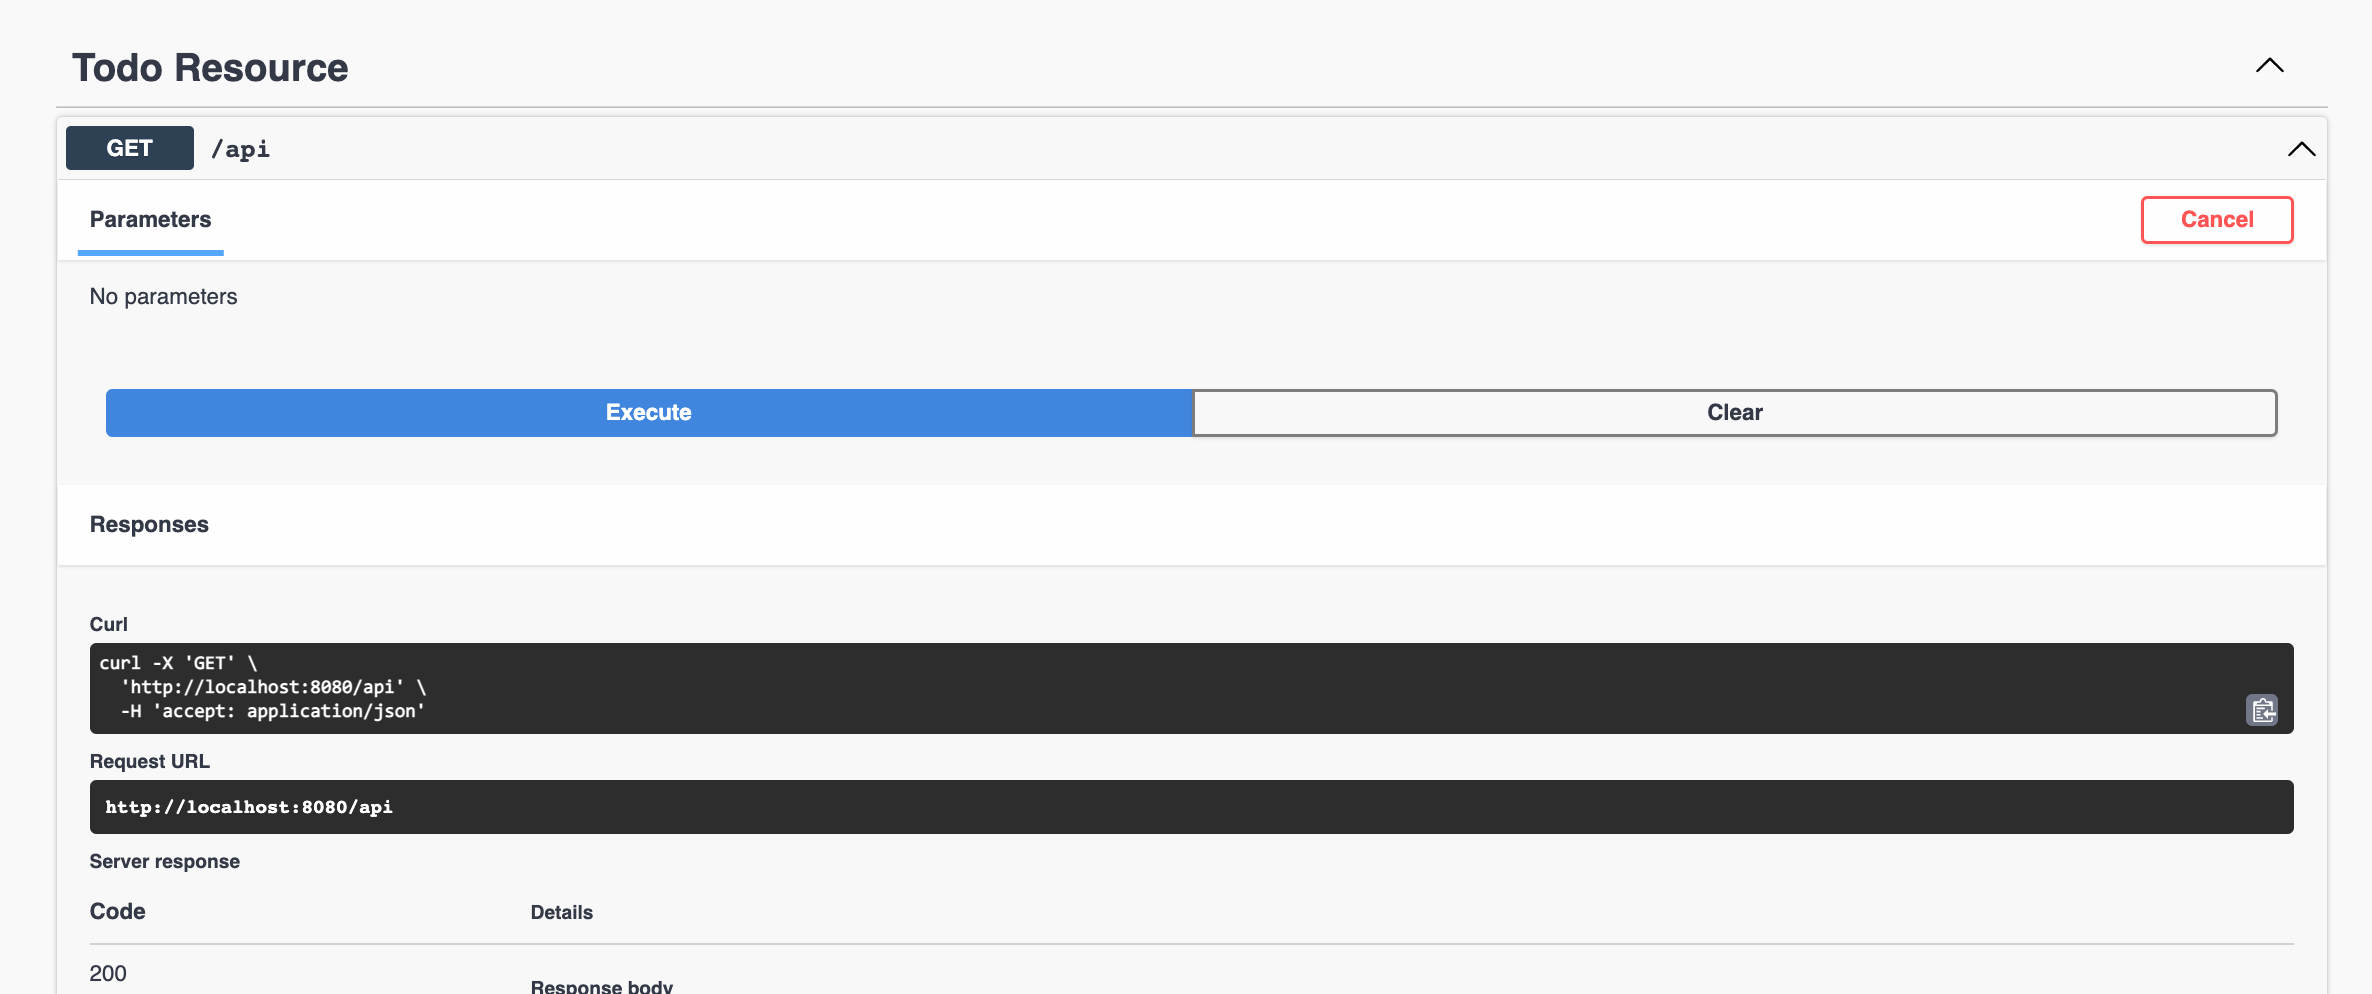 Todo Resource
GET /api
Parameters
Cancel
No parameters
Execute
Clear
Responses
Curl
curl -X 'GET' \
  'http://localhost:8080/api' \
  -H 'accept: application/json'
Request URL
http://localhost:8080/api
Server response
Code Details
200
Response body